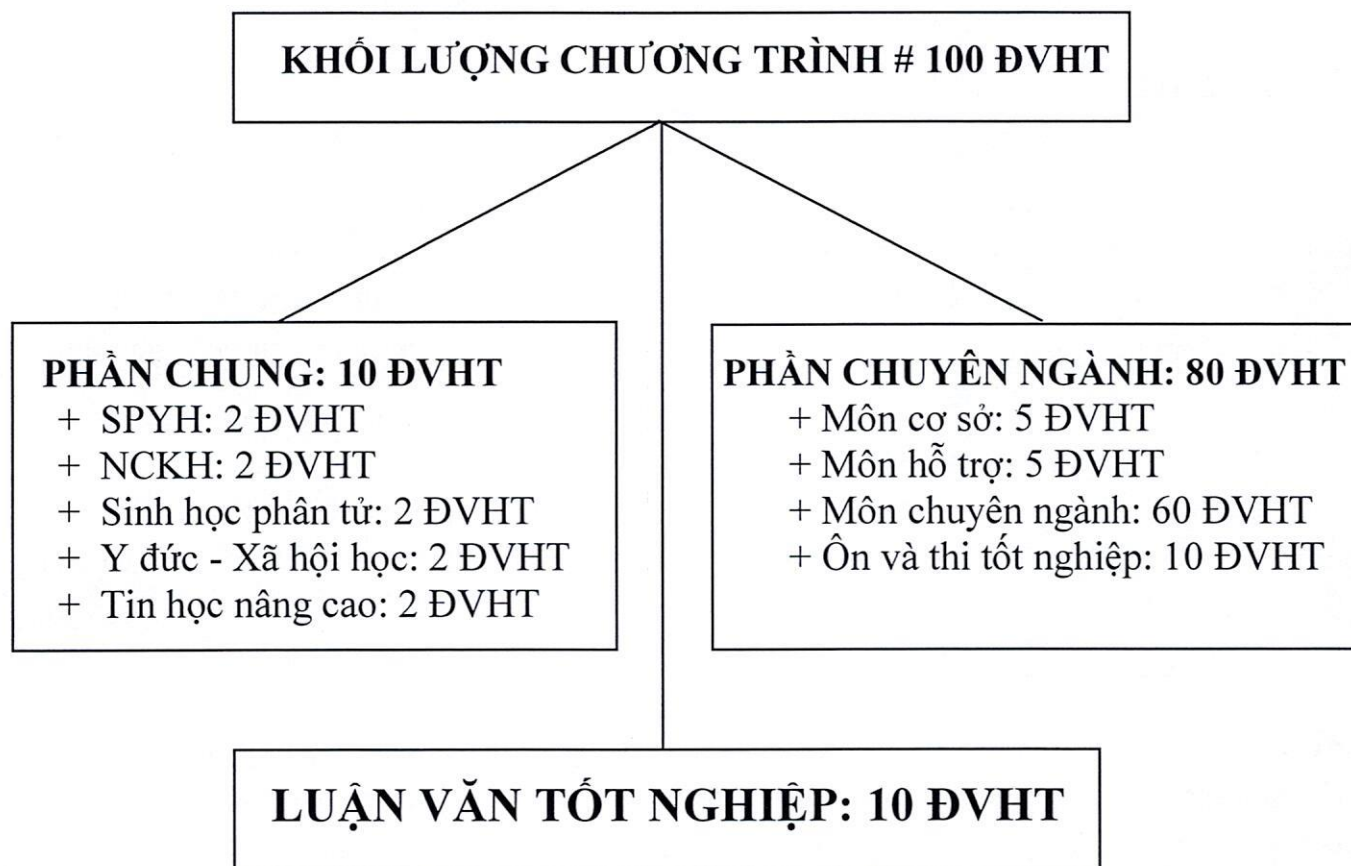 KHỐI LƯỢNG CHƯƠNG TRÌNH # 100 ĐVHT
PHẦN CHUNG: 10 ĐVHT
+ SPYH: 2 ĐVHT
+ NCKH: 2 ĐVHT
+ Sinh học phân tử: 2 ĐVHT
+ Y đức - Xã hội học: 2 ĐVHT
+ Tin học nâng cao: 2 ĐVHT
PHẦN CHUYÊN NGÀNH: 80 ĐVHT
+ Môn cơ sở: 5 ĐVHT
+ Môn hỗ trợ: 5 ĐVHT
+ Môn chuyên ngành: 60 ĐVHT
+ Ôn và thi tốt nghiệp: 10 ĐVHT
LUẬN VĂN TỐT NGHIỆP: 10 ĐVHT